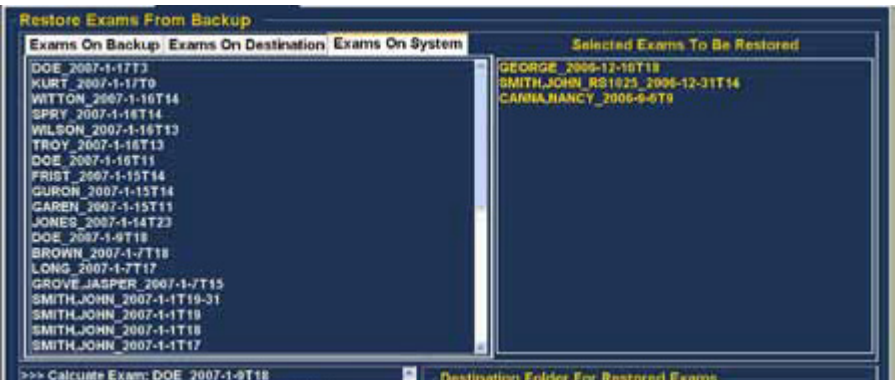 Restore Exams From Backup
Exams On Backup Exams On Destination Exams On System
DOE_2007-1-17T3
KURT_2007-1-17T0
WITTON_2007-1-16T14
SPRY_2007-1-16T14
WILSON_2007-1-16T13
TROY_2007-1-16T13
DOE_2007-1-16T11
FRIST_2007-1-15T14
GURON_2007-1-15T14
GAREN_2007-1-15T11
JONES_2007-1-14T23
DOE_2007-1-9T18
BROWN_2007-1-7T18
LONG_2007-1-7T17
GROVE,JASPER_2007-1-7T15
SMITH,JOHN_2007-1-1T19-31
SMITH,JOHN_2007-1-1T19
SMITH,JOHN_2007-1-1T18
SMITH,JOHN_2007-1-1T17
Selected Exams To Be Restored
GEORGE_2006-12-18T18
SMITH,JOHN_RS1025_2006-12-31T14
CANNA,NANCY_2006-9-6T9
>>> Calcuate Exam: DOE_2007-1-9T18
Destination Folder For Restored Exams